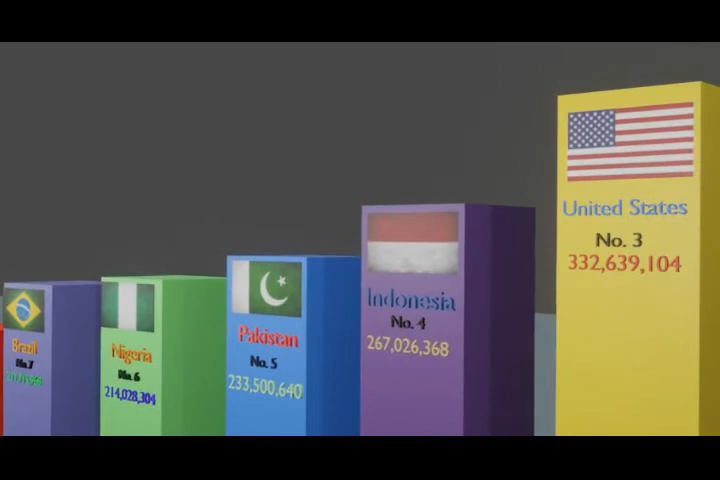 United States
No. 3
332,639,104
Indonesia
No. 4
267,026,368
Pakistan
No. 5
233,500,640
Nigeria
No. 6
214,028,304
Brazil
No. 7